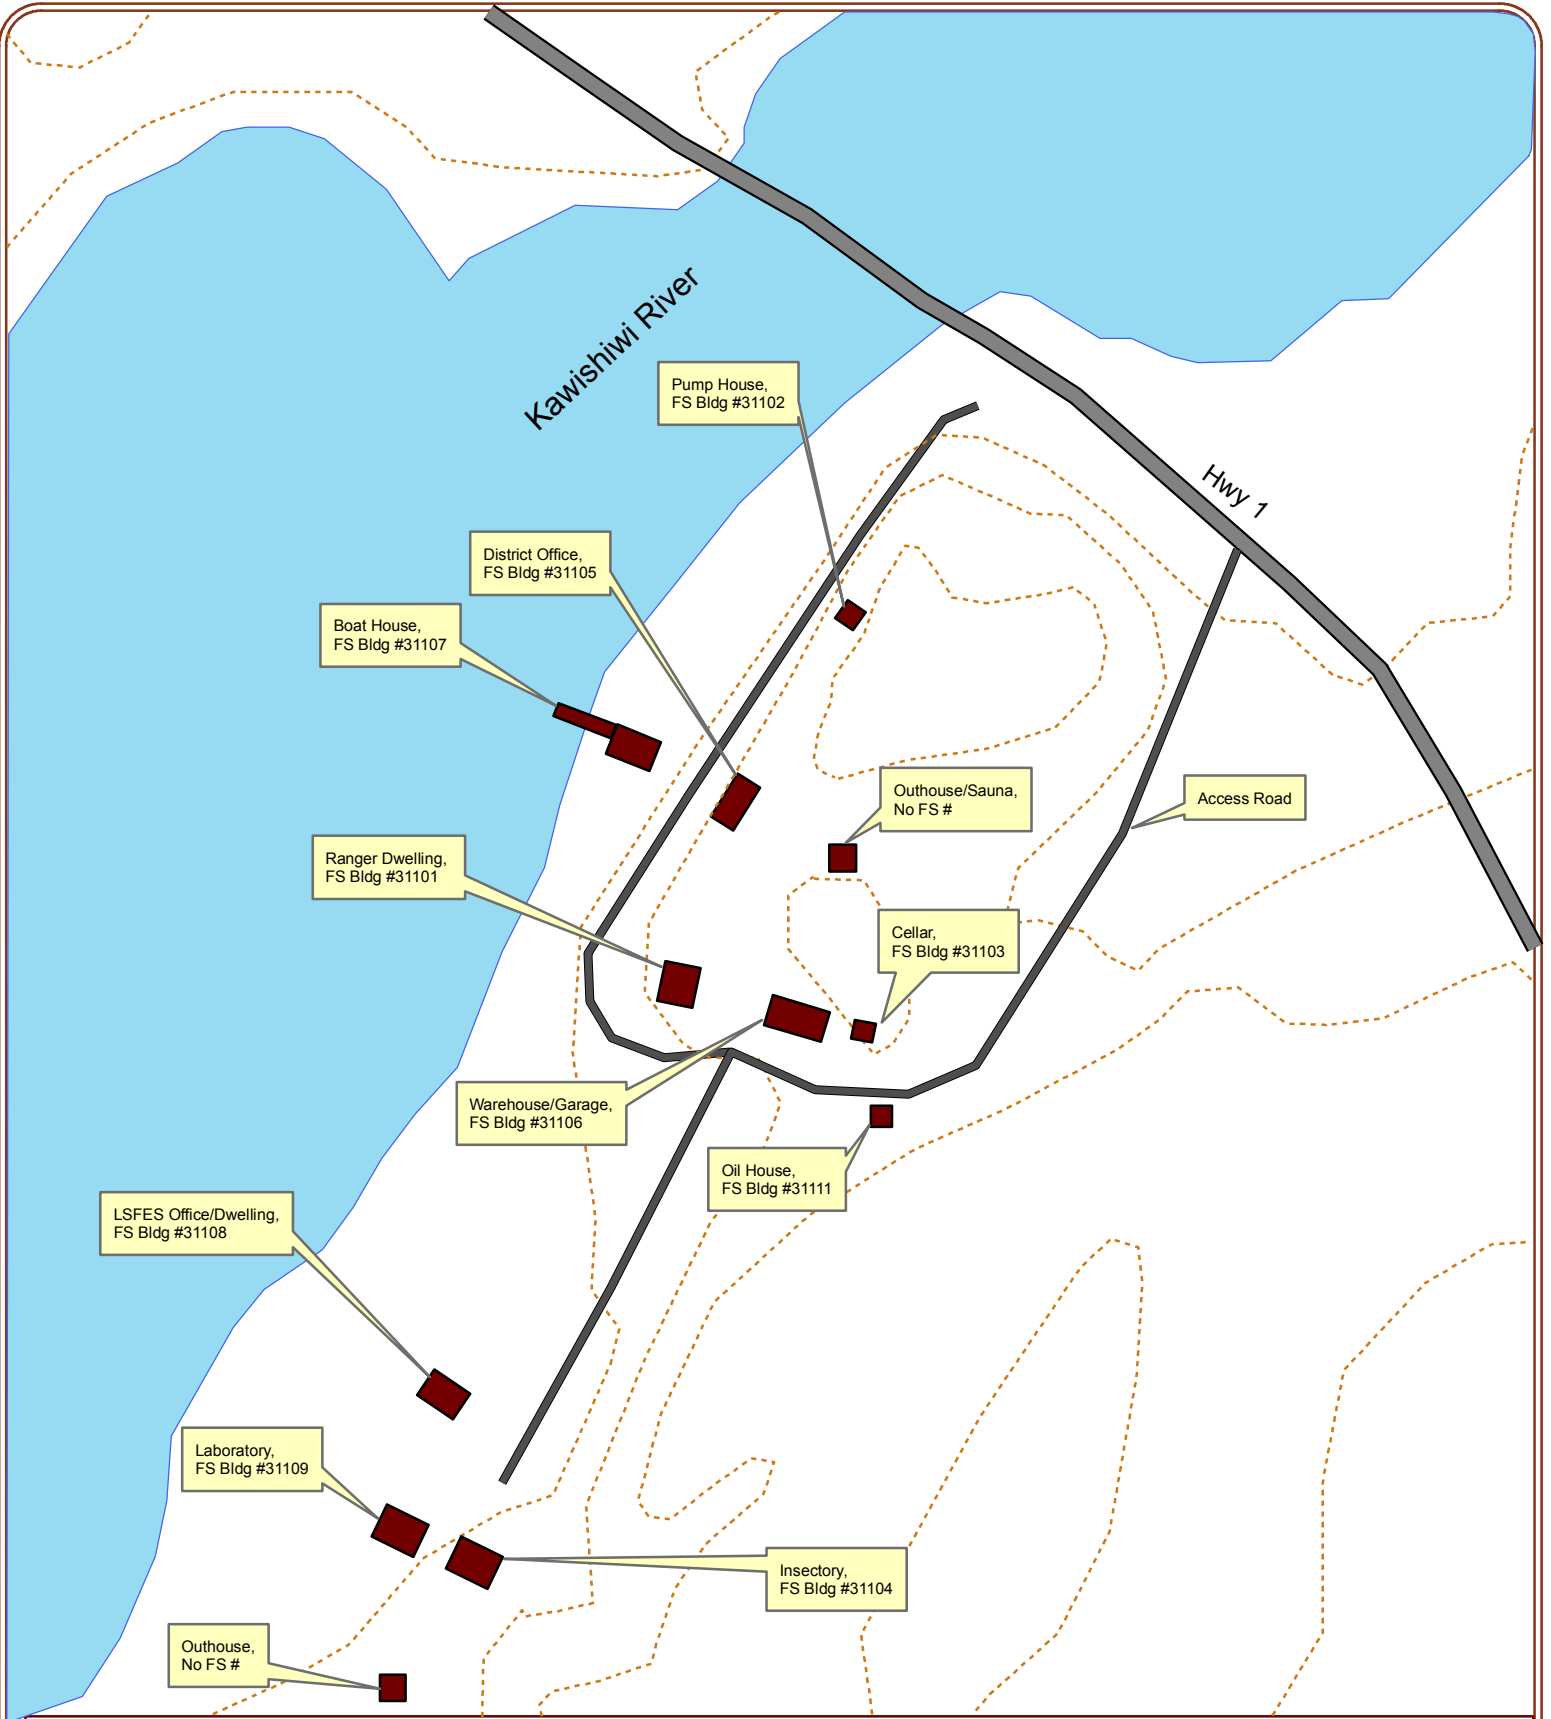 Kawishiwi River
Pump House,
FS Bldg #31102
Hwy 1
District Office,
FS Bldg #31105
Boat House,
FS Bldg #31107
Outhouse/Sauna,
No FS #
Access Road
Ranger Dwelling,
FS Bldg #31101
Cellar,
FS Bldg #31103
Warehouse/Garage,
FS Bldg #31106
Oil House,
FS Bldg #31111
LSFES Office/Dwelling,
FS Bldg #31108
Laboratory,
FS Bldg #31109
Insectory,
FS Bldg #31104
Outhouse,
No FS #